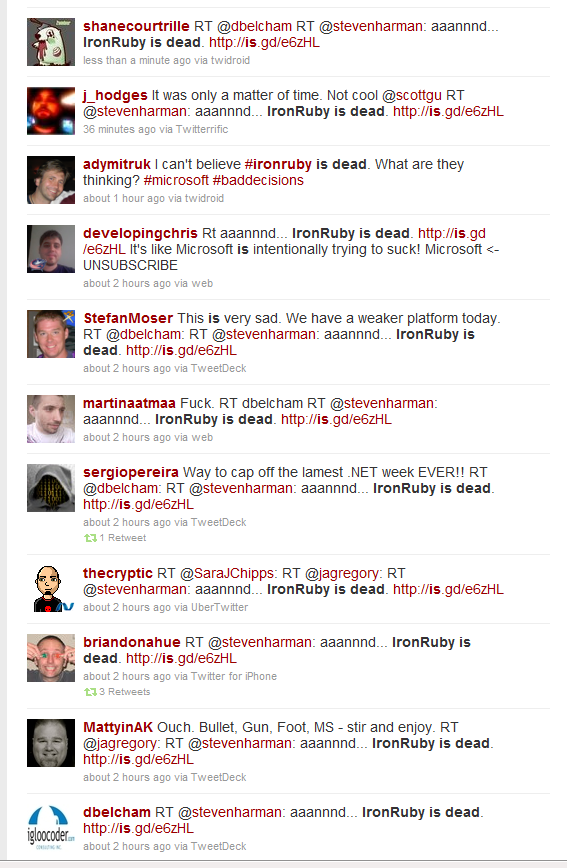 shanecourtrille RT @dbelcham RT @stevenharman: aaannnd...
IronRuby is dead. http://is.gd/e6zHL
less than a minute ago via twidroid
j_hodges It was only a matter of time. Not cool @scottgu RT
@stevenharman: aaannnd... IronRuby is dead. http://is.gd/e6zHL
36 minutes ago via Twitterrific
adymitruk I can't believe #ironruby is dead. What are they
thinking? #microsoft #baddecisions
about 1 hour ago via twidroid
developingchris Rt aaannnd... IronRuby is dead. http://is.gd
/e6zHL It's like Microsoft is intentionally trying to suck! Microsoft <-
UNSUBSCRIBE
about 2 hours ago via web
StefanMoser This is very sad. We have a weaker platform today.
RT @dbelcham: RT @stevenharman: aaannnd... IronRuby is
dead. http://is.gd/e6zHL
about 2 hours ago via TweetDeck
martinaatmaa Fuck. RT dbelcham RT @stevenharman:
aaannnd... IronRuby is dead. http://is.gd/e6zHL
about 2 hours ago via web
sergiopereira Way to cap off the lamest .NET week EVER!! RT
@dbelcham: RT @stevenharman: aaannnd... IronRuby is dead.
http://is.gd/e6zHL
about 2 hours ago via TweetDeck
1 Retweet
thecryptic RT @SaraJChipps: RT @jagregory: RT
@stevenharman: aaannnd... IronRuby is dead. http://is.gd/e6zHL
about 2 hours ago via UberTwitter
briandonahue RT @stevenharman: aaannnd... IronRuby is
dead. http://is.gd/e6zHL
about 2 hours ago via Twitter for iPhone
3 Retweets
MattyinAK Ouch. Bullet, Gun, Foot, MS - stir and enjoy. RT
@jagregory: RT @stevenharman: aaannnd... IronRuby is dead.
http://is.gd/e6zHL
about 2 hours ago via TweetDeck
dbelcham RT @stevenharman: aaannnd... IronRuby is dead.
http://is.gd/e6zHL
igloocoder.com
CONSULTING INC.
about 2 hours ago via TweetDeck